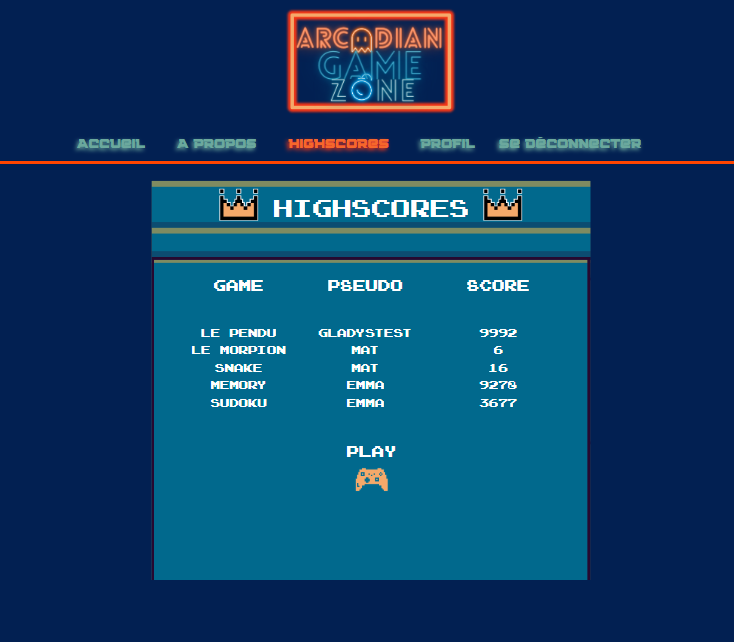 ARCADIAN
GAME
ZONE
ACCUEIL A PROPOS HIGHSCORES PROFIL SE DÉCONNECTER
HIGHSCORES
GAME PSEUDO SCORE
LE PENDU GLADYSTEST 9992
LE MORPION MAT 6
SNAKE MAT 16
MEMORY EMMA 9278
SUDOKU EMMA 3677
PLAY